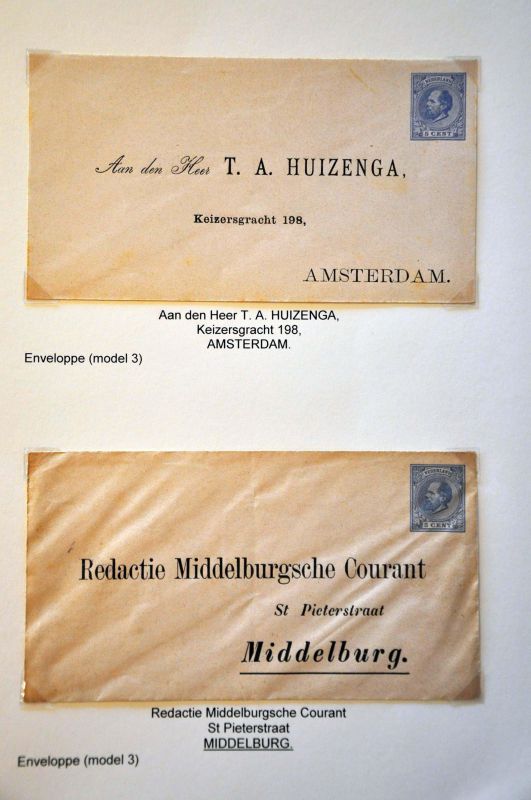 NEDERLAND
5 CENT
Aan den Heer T. A. HUIZENGA,
Keizersgracht 198,
AMSTERDAM.
Aan den Heer T. A. HUIZENGA,
Keizersgracht 198,
AMSTERDAM.
Enveloppe (model 3)
NEDERLAND
5 CENT
Redactie Middelburgsche Courant
St Pieterstraat
Middelburg.
Redactie Middelburgsche Courant
St Pieterstraat
MIDDELBURG.
Enveloppe (model 3)